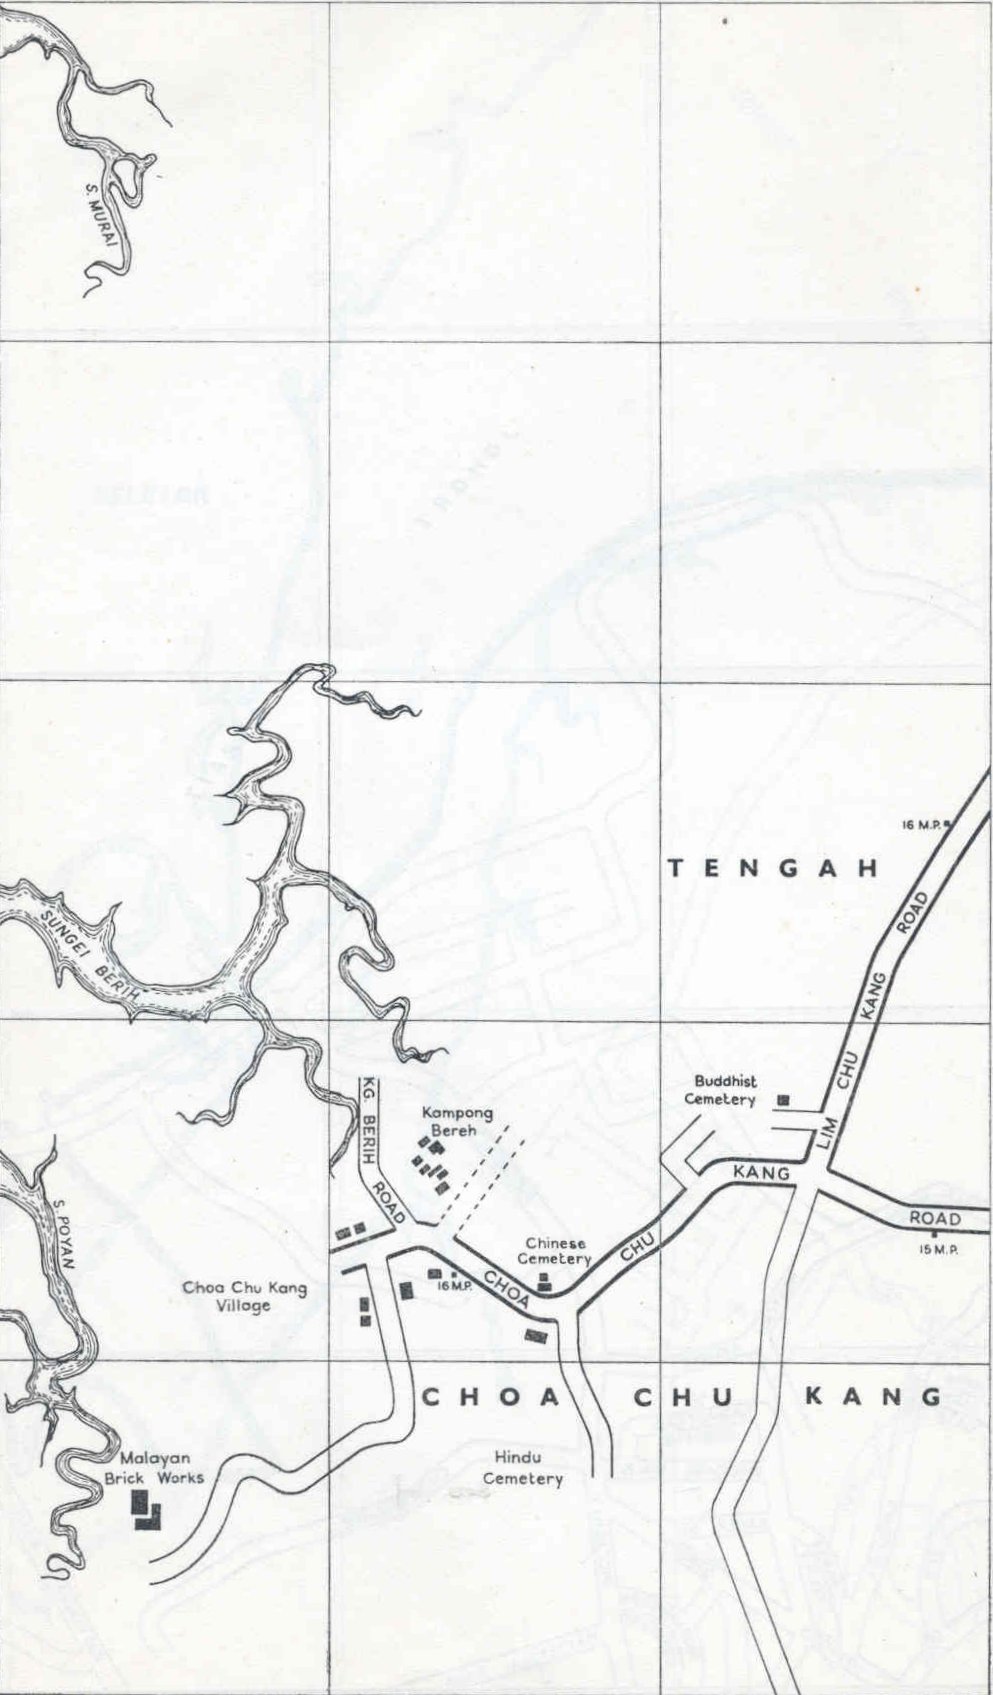 S. MURAI
TENGAH
16 M.P.
SUNGEI BERIH
LIM CHU KANG ROAD
Buddhist
Cemetery
KG. BERIH ROAD
Kampong
Bereh
S. POYAN
CHOA CHU KANG ROAD
15 M.P.
Chinese
Cemetery
16 M.P.
Choa Chu Kang
Village
CHOA CHU KANG
Malayan
Brick Works
Hindu
Cemetery